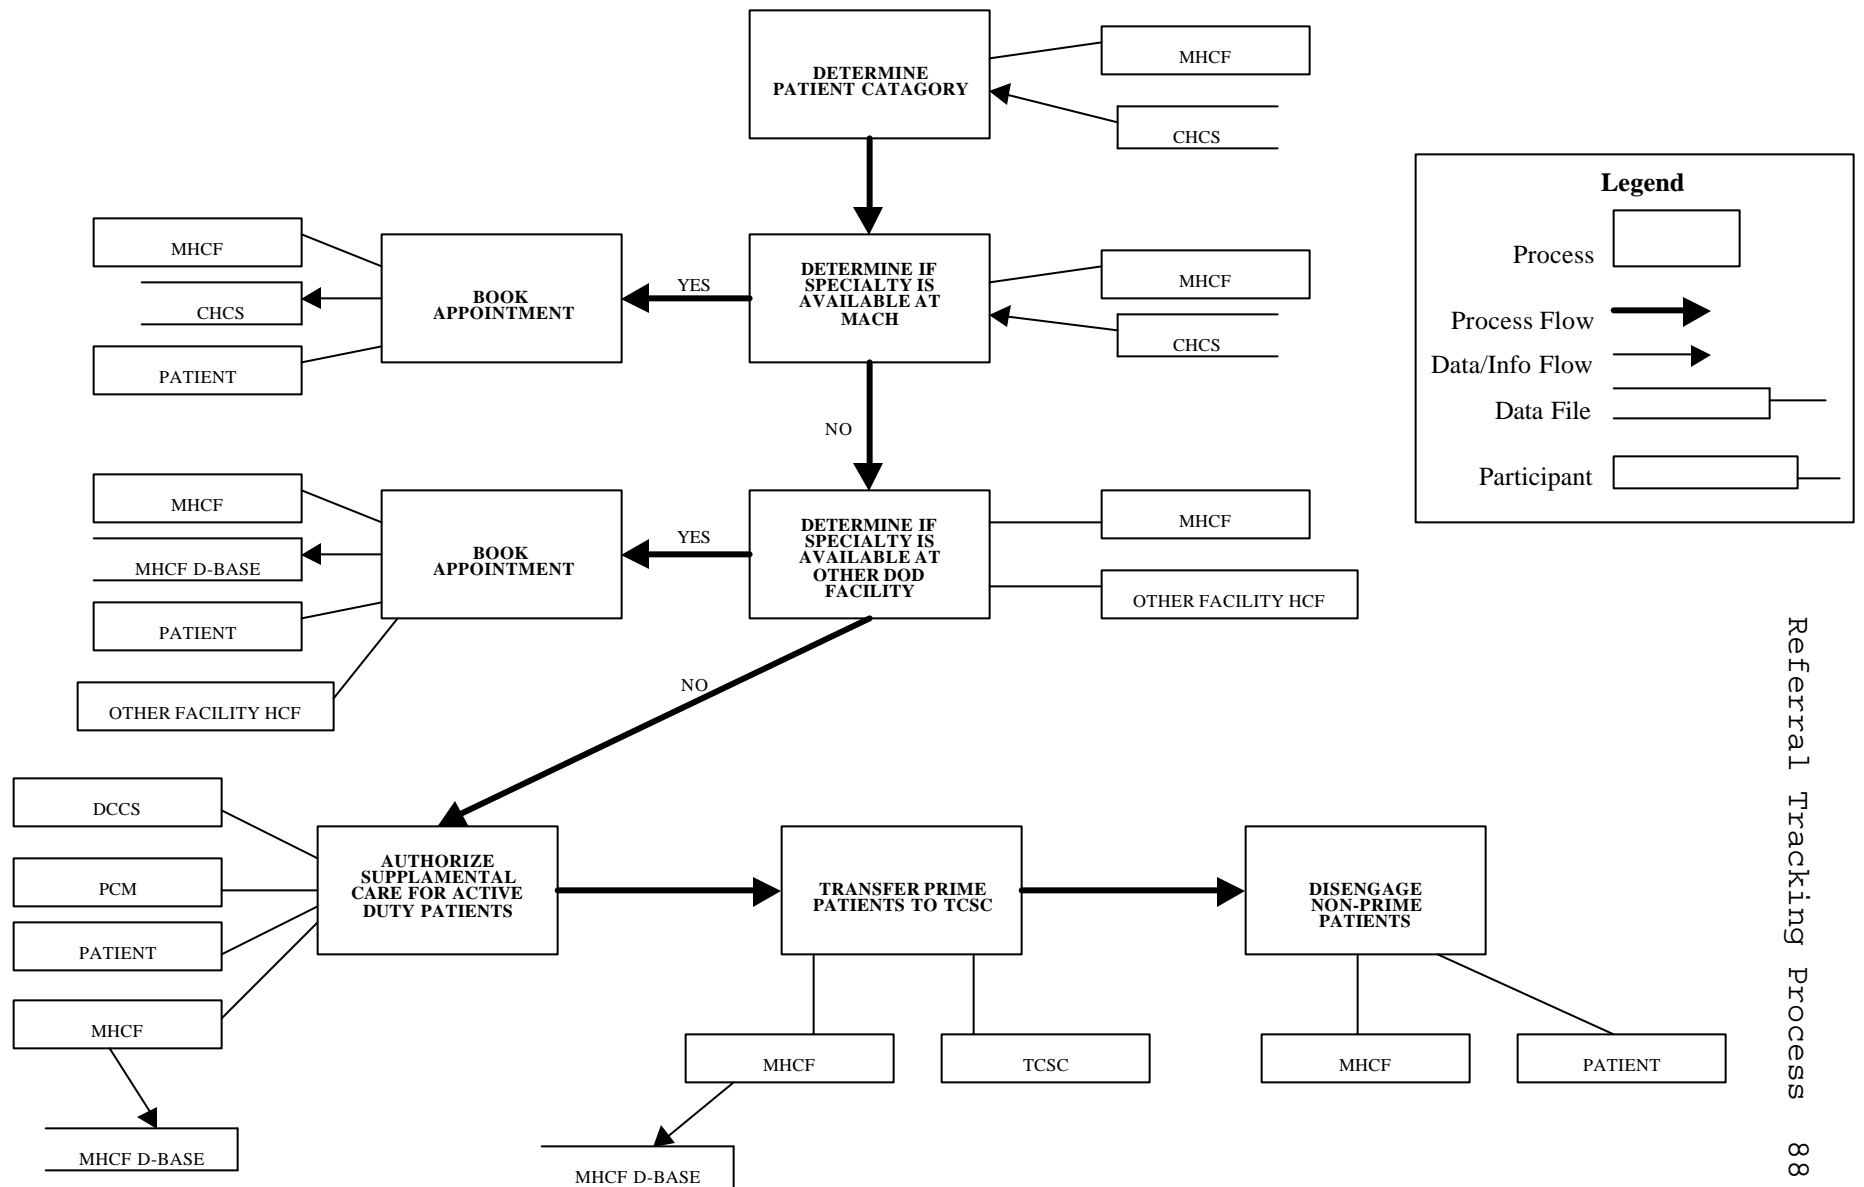 DETERMINE
PATIENT CATAGORY
MHCF
CHCS
Legend
Process
Process Flow
Data/Info Flow
Data File
Participant
MHCF
CHCS
PATIENT
BOOK
APPOINTMENT
YES
DETERMINE IF
SPECIALTY IS
AVAILABLE AT
MACH
MHCF
CHCS
NO
MHCF
MHCF D-BASE
PATIENT
OTHER FACILITY HCF
BOOK
APPOINTMENT
YES
DETERMINE IF
SPECIALTY IS
AVAILABLE AT
OTHER DOD
FACILITY
MHCF
OTHER FACILITY HCF
NO
DCCS
PCM
PATIENT
MHCF
MHCF D-BASE
AUTHORIZE
SUPPLAMENTAL
CARE FOR ACTIVE
DUTY PATIENTS
TRANSFER PRIME
PATIENTS TO TCSC
MHCF
TCSC
MHCF D-BASE
DISENGAGE
NON-PRIME
PATIENTS
MHCF
PATIENT
Referral Tracking Process 88